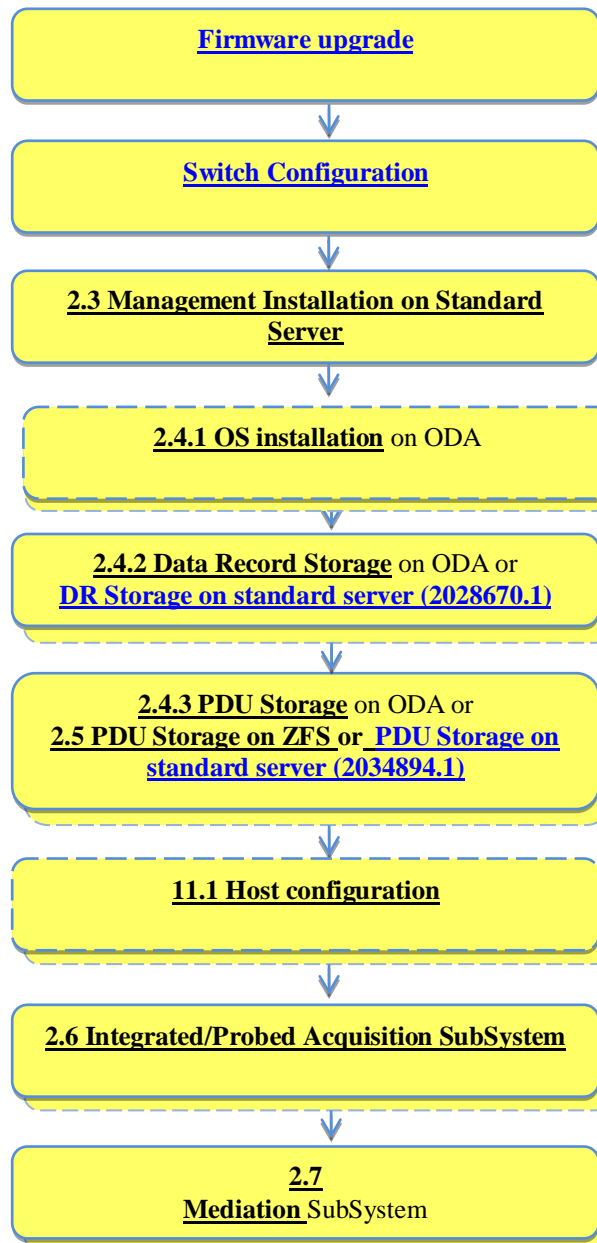 Firmware upgrade
Switch Configuration
2.3 Management Installation on Standard
Server
2.4.1 OS installation on ODA
2.4.2 Data Record Storage on ODA or
DR Storage on standard server (2028670.1)
2.4.3 PDU Storage on ODA or
2.5 PDU Storage on ZFS or PDU Storage on
standard server (2034894.1)
11.1 Host configuration
2.6 Integrated/Probed Acquisition SubSystem
2.7
Mediation SubSystem